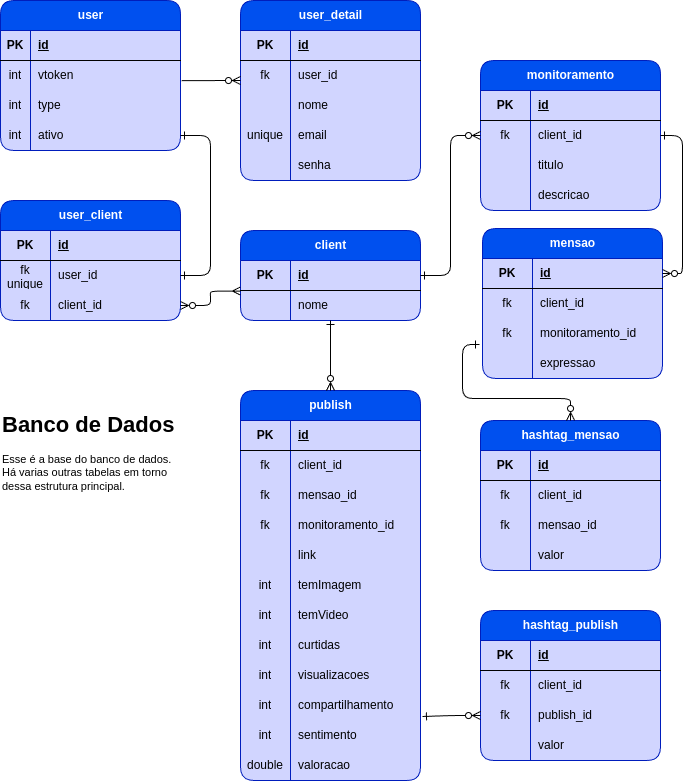 user
PK id
int vtoken
int type
int ativo
user_detail
PK id
fk user_id
nome
unique email
senha
monitoramento
PK id
fk client_id
titulo
descricao
user_client
PK id
fk
unique user_id
fk client_id
client
PK id
nome
mensao
PK id
fk client_id
fk monitoramento_id
expressao
Banco de Dados
Esse é a base do banco de dados.
Há varias outras tabelas em torno
dessa estrutura principal.
publish
PK id
fk client_id
fk mensao_id
fk monitoramento_id
link
int temImagem
int temVideo
int curtidas
int visualizacoes
int compartilhamento
int sentimento
double valoracao
hashtag_mensao
PK id
fk client_id
fk mensao_id
valor
hashtag_publish
PK id
fk client_id
fk publish_id
valor